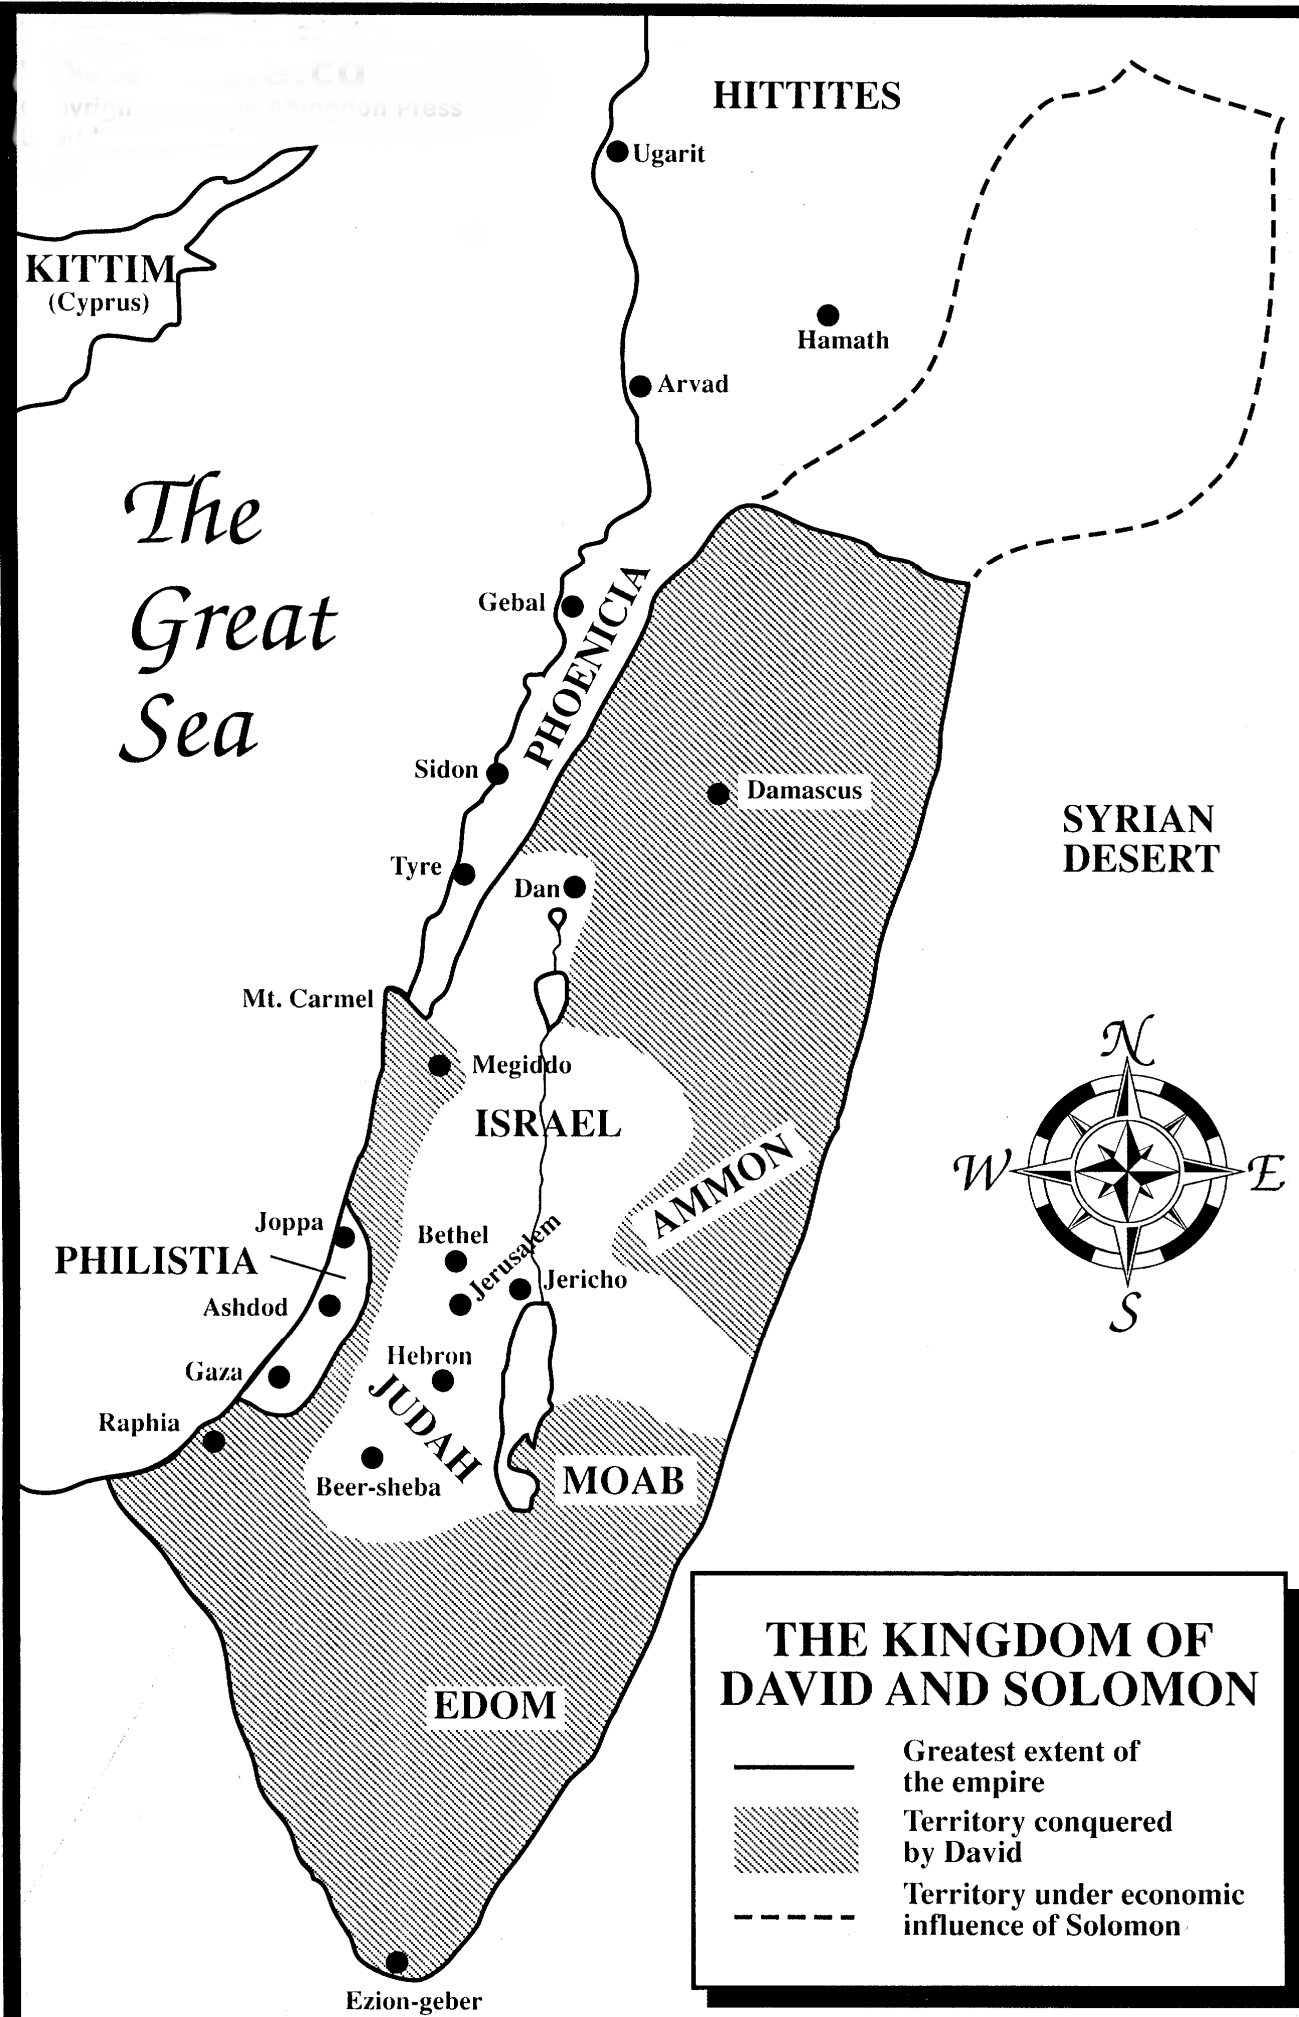 Abingdon Press
HITTITES
Ugarit
KITTIM
(Cyprus)
Hamath
Arvad
The
Great
Sea
Gebal
PHOENICIA
Sidon
Damascus
SYRIAN
DESERT
Tyre
Dan
Mt. Carmel
Megiddo
ISRAEL
AMMON
N
W
E
S
Joppa
PHILISTIA
Bethel
Jerusalem
Jericho
Ashdod
Hebron
Gaza
JUDAH
Raphia
Beer-sheba
MOAB
EDOM
Ezion-geber
THE KINGDOM OF
DAVID AND SOLOMON
Greatest extent of
the empire
Territory conquered
by David
Territory under economic
influence of Solomon